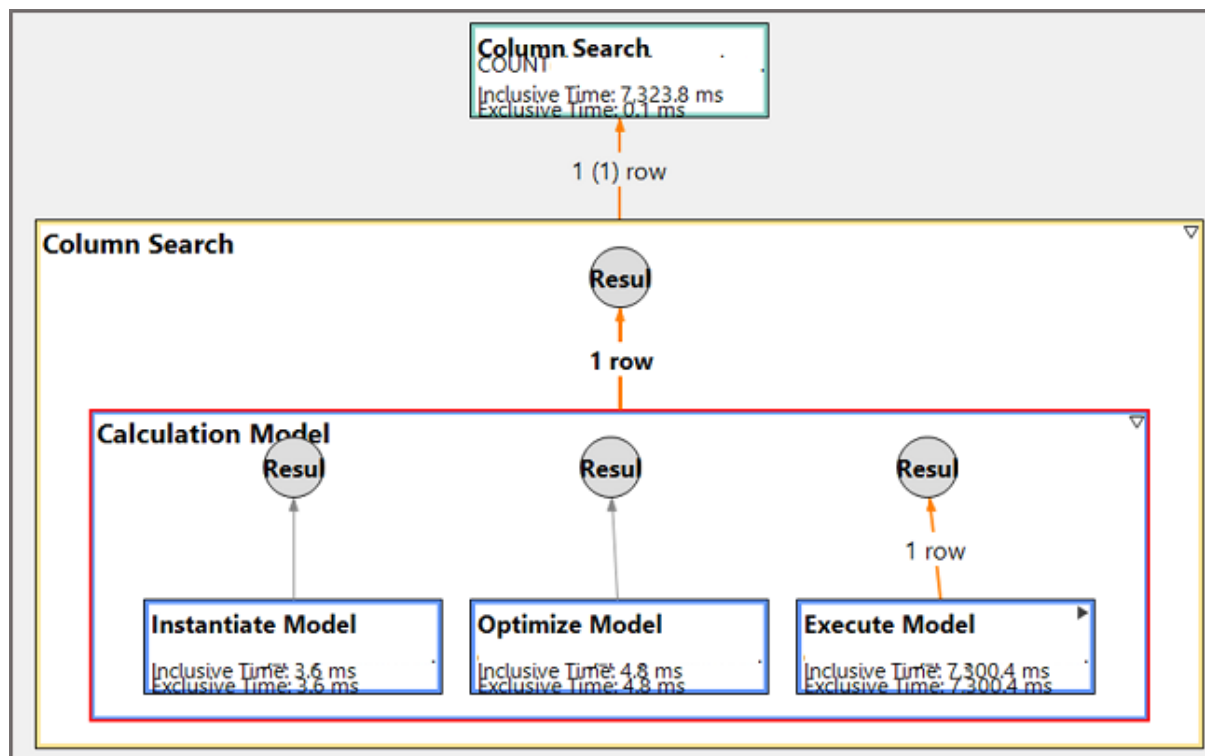 Column Search
COUNT
Inclusive Time: 7,323.8 ms
Exclusive Time: 0.1 ms
1 (1) row
Column Search
Resul
1 row
Calculation Model
Resul
Resul
Resul
1 row
Instantiate Model
Inclusive Time: 3.6 ms
Exclusive Time: 3.6 ms
Optimize Model
Inclusive Time: 4.8 ms
Exclusive Time: 4.8 ms
Execute Model
Inclusive Time: 7,300.4 ms
Exclusive Time: 7,300.4 ms